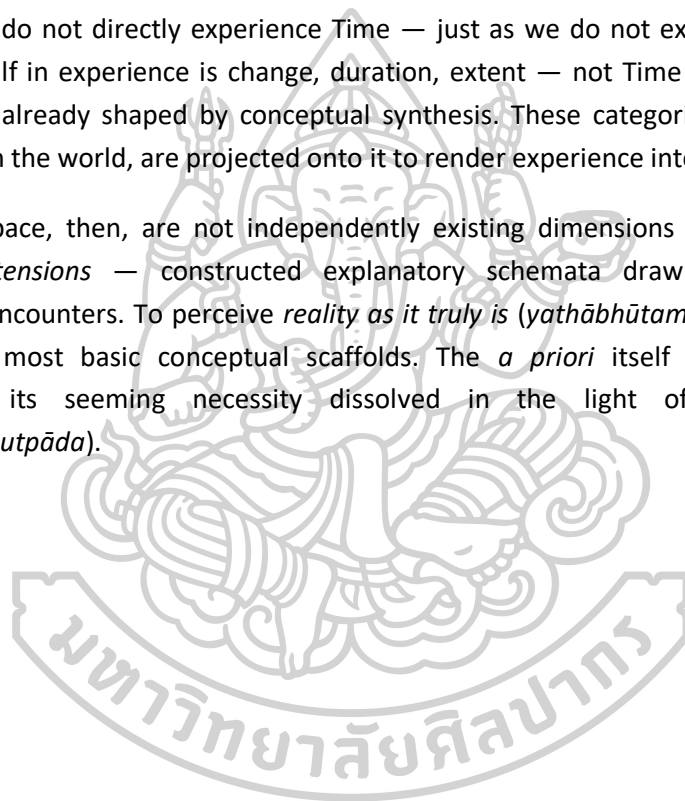 do not directly experience Time — just as we do not ex
lf in experience is change, duration, extent — not Time
already shaped by conceptual synthesis. These categori
n the world, are projected onto it to render experience inte
pace, then, are not independently existing dimensions
tensions — constructed explanatory schemata draw
ncounters. To perceive reality as it truly is (yathābhūtam
most basic conceptual scaffolds. The a priori itself
its seeming necessity dissolved in the light of
utpāda).
มหาวิทยาลัยศิลปากร